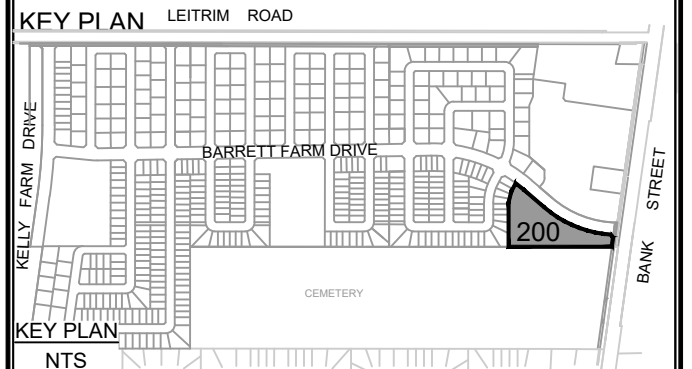 KEY PLAN
LEITRIM ROAD
KELLY FARM DRIVE
BARRETT FARM DRIVE
BANK STREET
200
CEMETERY
KEY PLAN
NTS